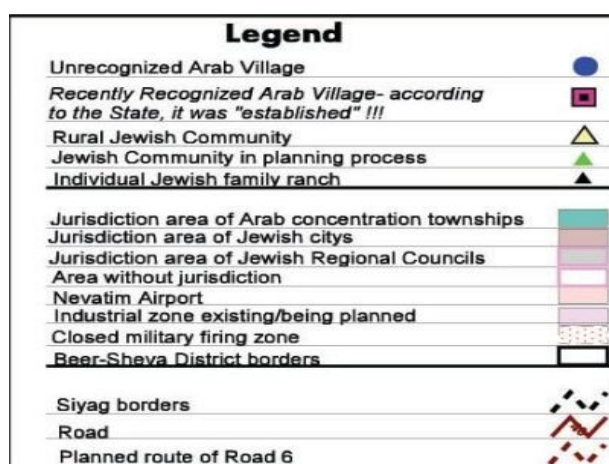 Legend
Unrecognized Arab Village
Recently Recognized Arab Village- according
to the State, it was "established" !!!
Rural Jewish Community
Jewish Community in planning process
Individual Jewish family ranch
Jurisdiction area of Arab concentration townships
Jurisdiction area of Jewish citys
Jurisdiction area of Jewish Regional Councils
Area without jurisdiction
Nevatim Airport
Industrial zone existing/being planned
Closed military firing zone
Beer-Sheva District borders
Siyag borders
Road
Planned route of Road 6